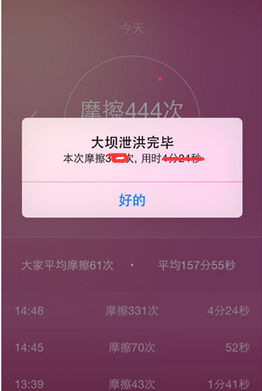 今天
摩擦444次
大坝泄洪完毕
本次摩擦3次, 用时4分24秒
好的
大家平均摩擦61次 · 平均157分55秒
14:48 摩擦331次 4分24秒
14:45 摩擦70次 52秒
13:39 摩擦43次 1分41秒